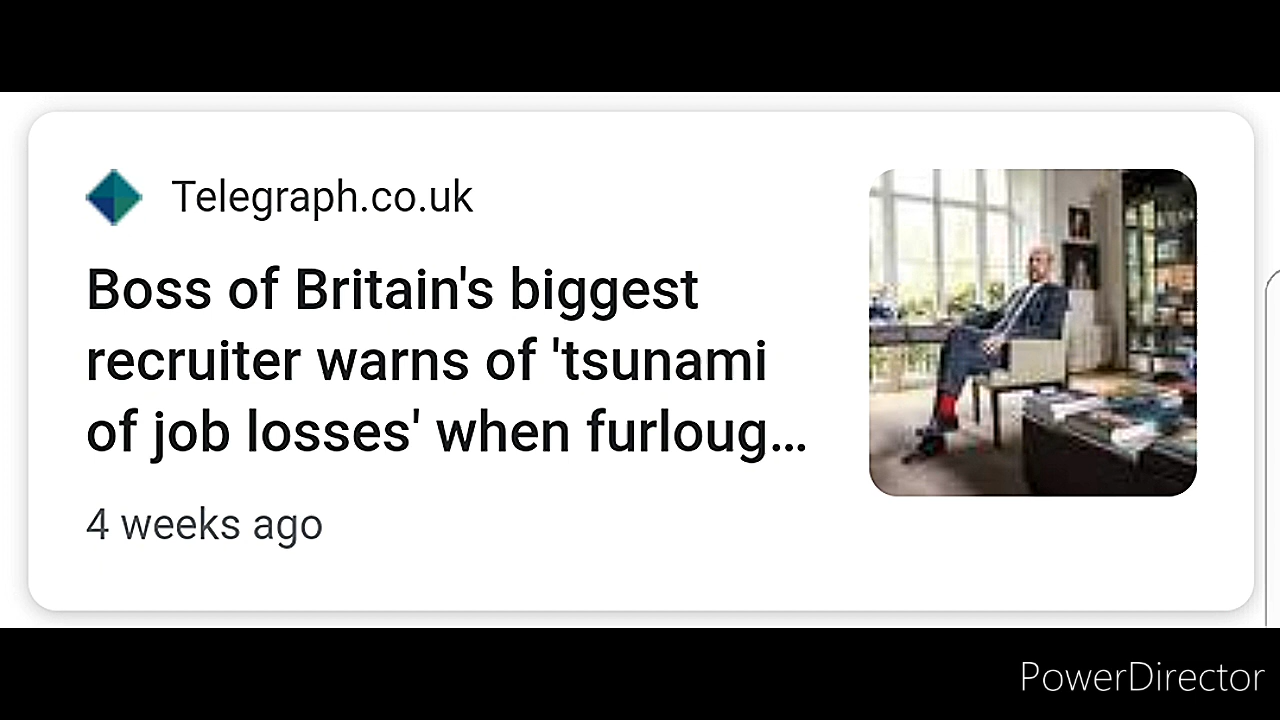 Telegraph.co.uk
Boss of Britain's biggest
recruiter warns of 'tsunami
of job losses' when furloug...
4 weeks ago
PowerDirector